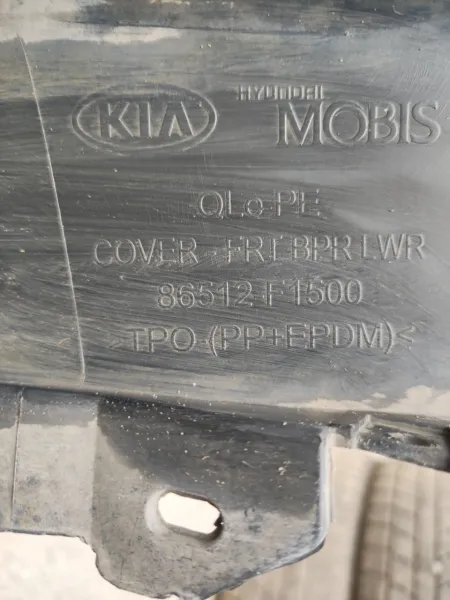 KIA
HYUNDAI
MOBIS
QLe-PE
COVER - FRT BPR LWR
86512-F1500
>TPO-(PP+EPDM)<